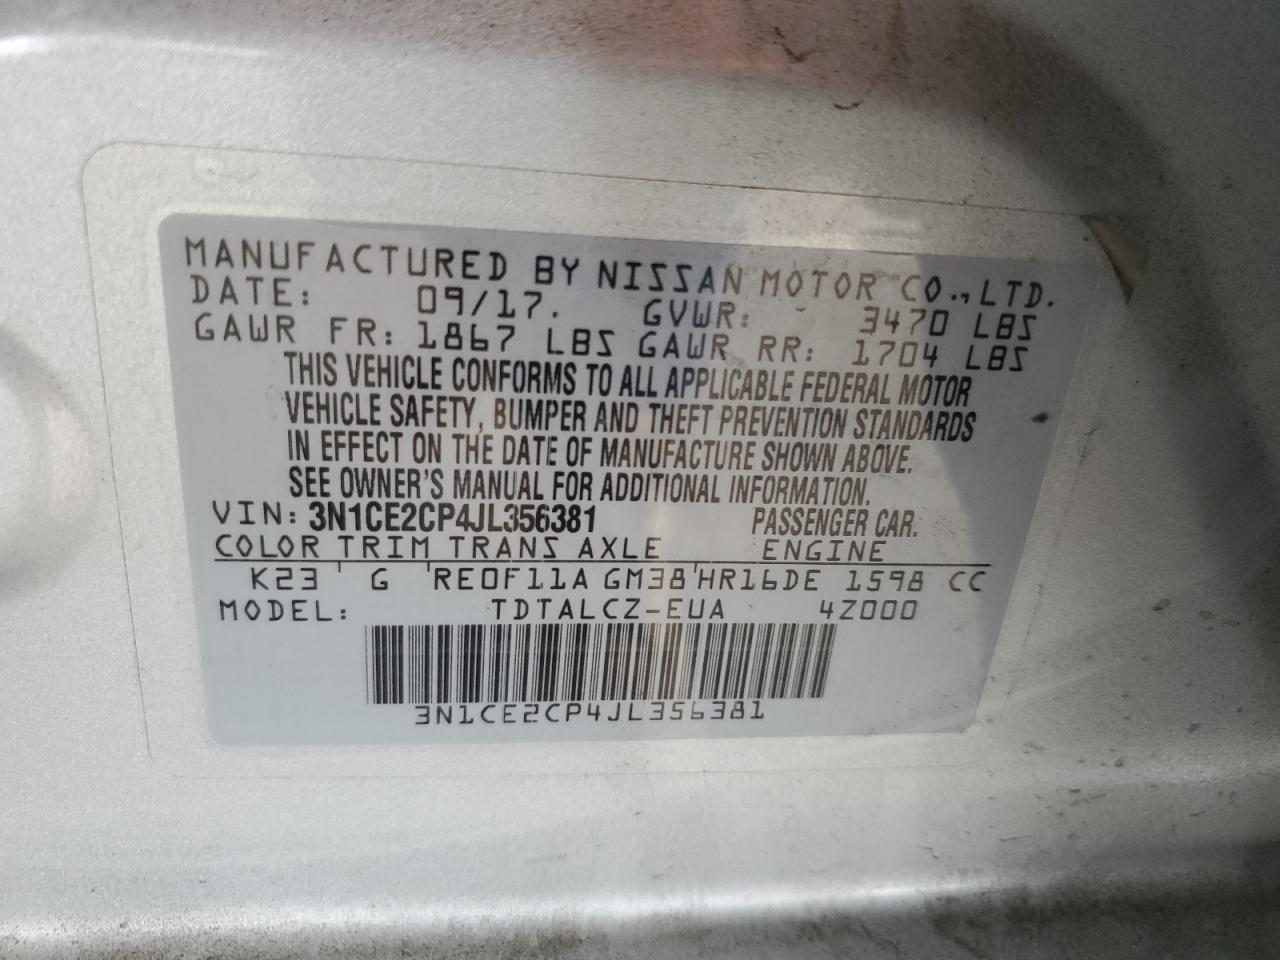 MANUFACTURED BY NISSAN MOTOR CO., LTD.
DATE: 09/17. GVWR: 3470 LBS
GAWR FR: 1867 LBS GAWR RR: 1704 LBS
THIS VEHICLE CONFORMS TO ALL APPLICABLE FEDERAL MOTOR
VEHICLE SAFETY, BUMPER AND THEFT PREVENTION STANDARDS
IN EFFECT ON THE DATE OF MANUFACTURE SHOWN ABOVE.
SEE OWNER'S MANUAL FOR ADDITIONAL INFORMATION.
VIN: 3N1CE2CP4JL356381 PASSENGER CAR.
COLOR TRIM TRANS AXLE ENGINE
K23 G RE0F11A GM38 HR16DE 1598 CC
MODEL: TDTALCZ-EUA 4Z000
3N1CE2CP4JL356381